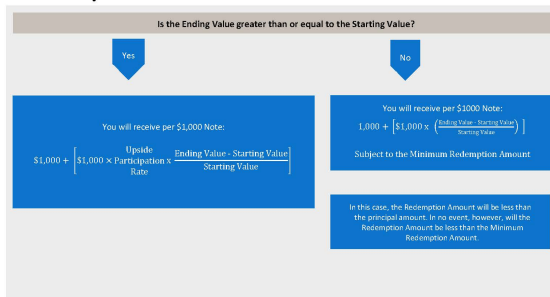 Is the Ending Value greater than or equal to the Starting Value?
Yes
No
You will receive per $1,000 Note:
$1,000 + [$1,000 × Upside Participation Rate x Ending Value - Starting Value / Starting Value]
You will receive per $1000 Note:
1,000 + [$1,000 x (Ending Value - Starting Value / Starting Value) ]
Subject to the Minimum Redemption Amount
In this case, the Redemption Amount will be less than
the principal amount. In no event, however, will the
Redemption Amount be less than the Minimum
Redemption Amount.